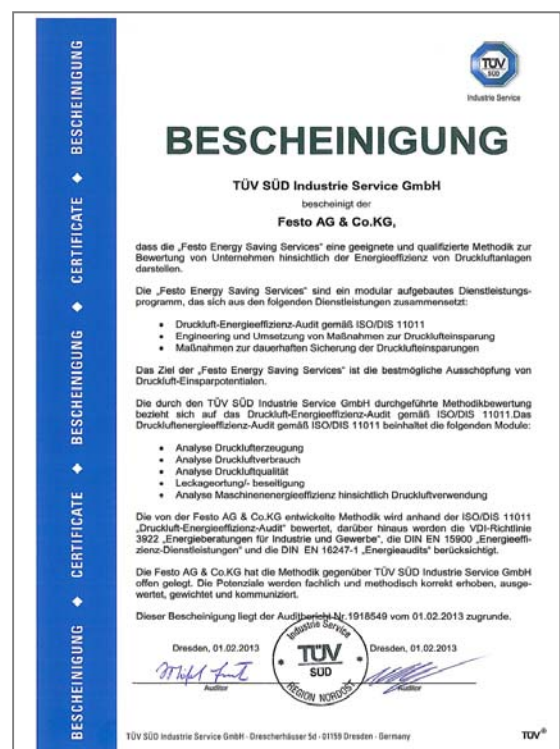 BESCHEINIGUNG ◆ CERTIFICATE ◆ BESCHEINIGUNG ◆ CERTIFICATE ◆ BESCHEINIGUNG
TÜV
SÜD
Industrie Service
BESCHEINIGUNG
TÜV SÜD Industrie Service GmbH
bescheinigt der
Festo AG & Co.KG,
dass die „Festo Energy Saving Services“ eine geeignete und qualifizierte Methodik zur
Bewertung von Unternehmen hinsichtlich der Energieeffizienz von Druckluftanlagen
darstellen.
Die „Festo Energy Saving Services“ sind ein modular aufgebautes Dienstleistungs-
programm, das sich aus den folgenden Dienstleistungen zusammensetzt:
• Druckluft-Energieeffizienz-Audit gemäß ISO/DIS 11011
• Engineering und Umsetzung von Maßnahmen zur Drucklufteinsparung
• Maßnahmen zur dauerhaften Sicherung der Drucklufteinsparungen
Das Ziel der „Festo Energy Saving Services“ ist die bestmögliche Ausschöpfung von
Druckluft-Einsparpotentialen.
Die durch den TÜV SÜD Industrie Service GmbH durchgeführte Methodikbewertung
bezieht sich auf das Druckluft-Energieeffizienz-Audit gemäß ISO/DIS 11011.Das
Druckluftenergieeffizienz-Audit gemäß ISO/DIS 11011 beinhaltet die folgenden Module:
• Analyse Drucklufterzeugung
• Analyse Druckluftverbrauch
• Analyse Druckluftqualität
• Leckageortung/- beseitigung
• Analyse Maschinenenergieeffizienz hinsichtlich Druckluftverwendung
Die von der Festo AG & Co.KG entwickelte Methodik wird anhand der ISO/DIS 11011
„Druckluft-Energieeffizienz-Audit“ bewertet, darüber hinaus werden die VDI-Richtlinie
3922 „Energieberatungen für Industrie und Gewerbe“, die DIN EN 15900 „Energieeffi-
zienz-Dienstleistungen“ und die DIN EN 16247-1 „Energieaudits“ berücksichtigt.
Die Festo AG & Co.KG hat die Methodik gegenüber TÜV SÜD Industrie Service GmbH
offen gelegt. Die Potenziale werden fachlich und methodisch korrekt erhoben, ausge-
wertet, gewichtet und kommuniziert.
Dieser Bescheinigung liegt der Auditbericht Nr.1918549 vom 01.02.2013 zugrunde.
Industrie Service
TÜV
SÜD
REGION NORDOST
Dresden, 01.02.2013 Dresden, 01.02.2013
Auditor Auditor
TÜV SÜD Industrie Service GmbH · Drescherhäuser 5d · 01159 Dresden · Germany TÜV®